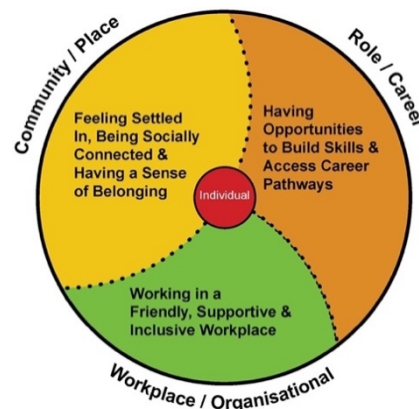 Community / Place
Role / Career
Feeling Settled
In, Being Socially
Connected &
Having a Sense
of Belonging
Having
Opportunities
to Build Skills &
Access Career
Pathways
Individual
Working in a
Friendly, Supportive &
Inclusive Workplace
Workplace / Organisational